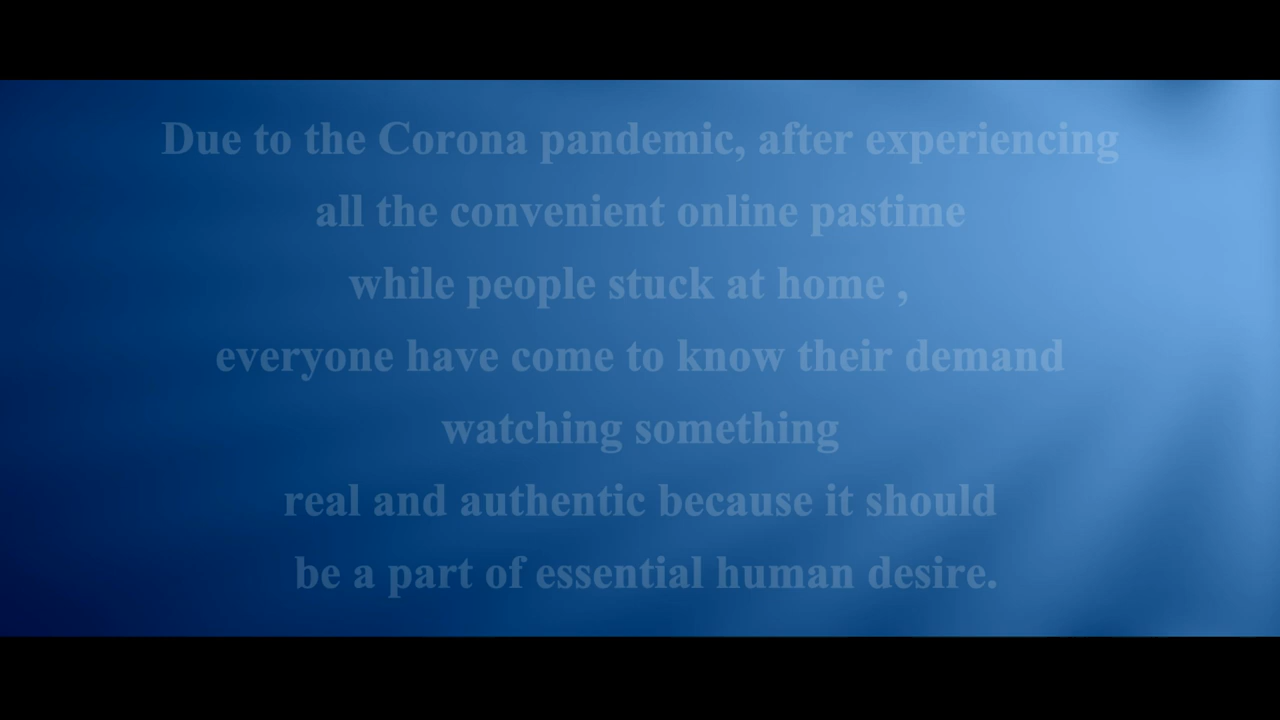 Due to the Corona pandemic, after experiencing
all the convenient online pastime
while people stuck at home ,
everyone have come to know their demand
watching something
real and authentic because it should
be a part of essential human desire.